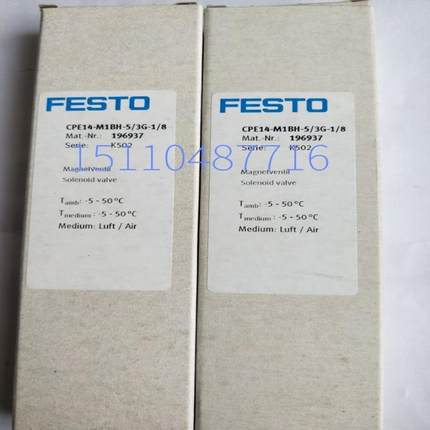 FESTO
CPE14-M1BH-5/3G-1/8
Mat.-Nr.: 196937
Serie: K502
Magnetventil
Solenoid valve
Tamb: -5 - 50 °C
Tmedium : -5 - 50 °C
Medium: Luft / Air
FESTO
CPE14-M1BH-5/3G-1/8
Mat.-Nr.: 196937
Serie: K502
Magnetventil
Solenoid valve
Tamb: -5 - 50 °C
Tmedium : -5 - 50 °C
Medium: Luft / Air
15110487716